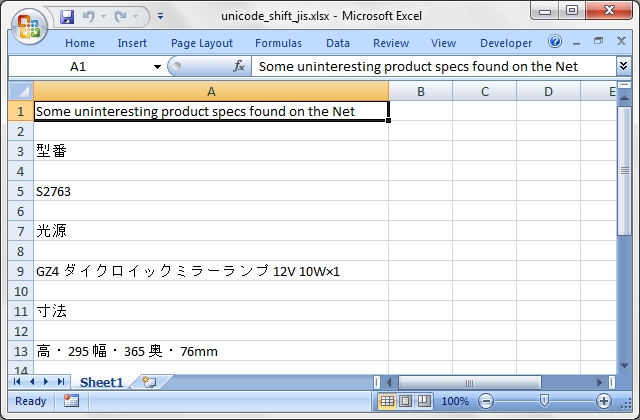 unicode_shift_jis.xlsx - Microsoft Excel
Home Insert Page Layout Formulas Data Review View Developer
A1 fx Some uninteresting product specs found on the Net
A B C D E
1 Some uninteresting product specs found on the Net
2
3 型番
4
5 S2763
6
7 光源
8
9 GZ4 ダイクロイックミラーランプ 12V 10W×1
10
11 寸法
12
13 高・295 幅・365 奥・76mm
14
Sheet1
Ready 100%